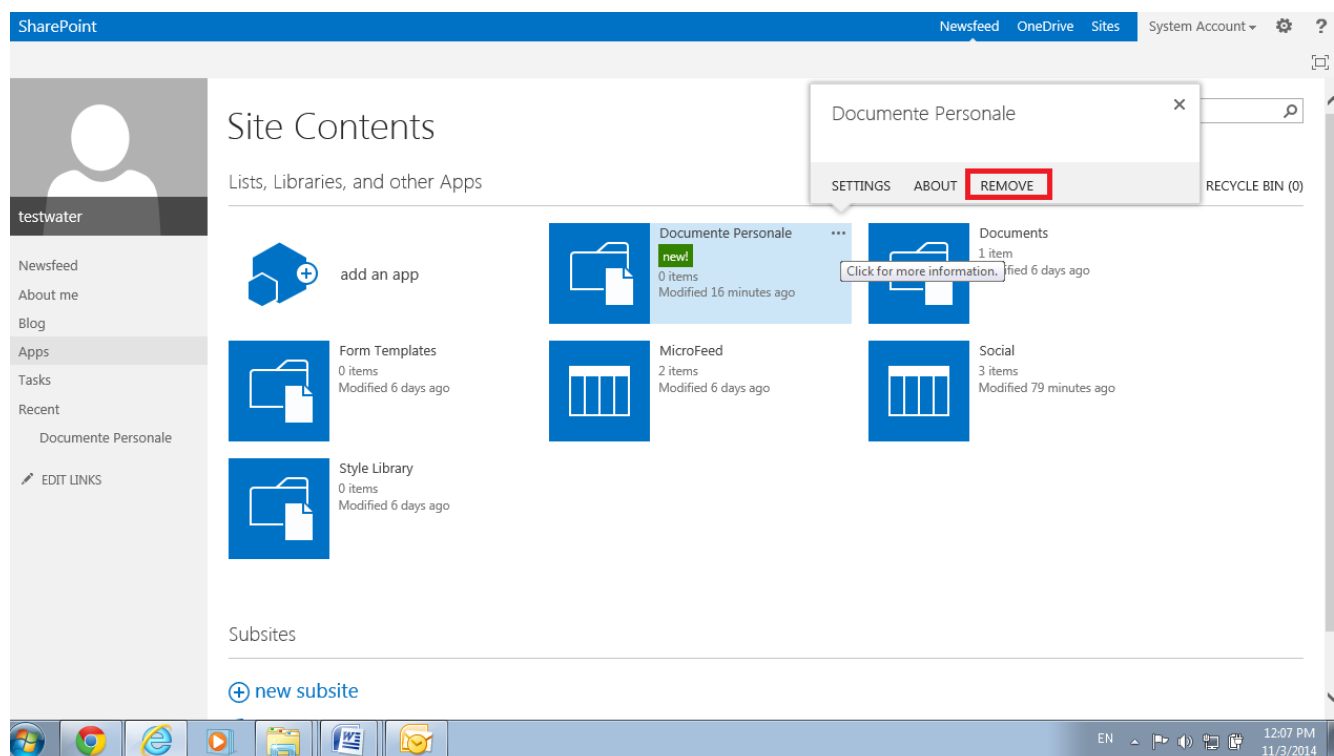 SharePoint
Newsfeed OneDrive Sites System Account ?
Documente Personale
SETTINGS ABOUT REMOVE
Site Contents
Lists, Libraries, and other Apps
RECYCLE BIN (0)
testwater
Newsfeed
About me
Blog
Apps
Tasks
Recent
Documente Personale
EDIT LINKS
add an app
Documente Personale
new!
0 items
Modified 16 minutes ago
Click for more information.
Documents
1 item
ified 6 days ago
Form Templates
0 items
Modified 6 days ago
MicroFeed
2 items
Modified 6 days ago
Social
3 items
Modified 79 minutes ago
Style Library
0 items
Modified 6 days ago
Subsites
new subsite
EN
12:07 PM
11/3/2014